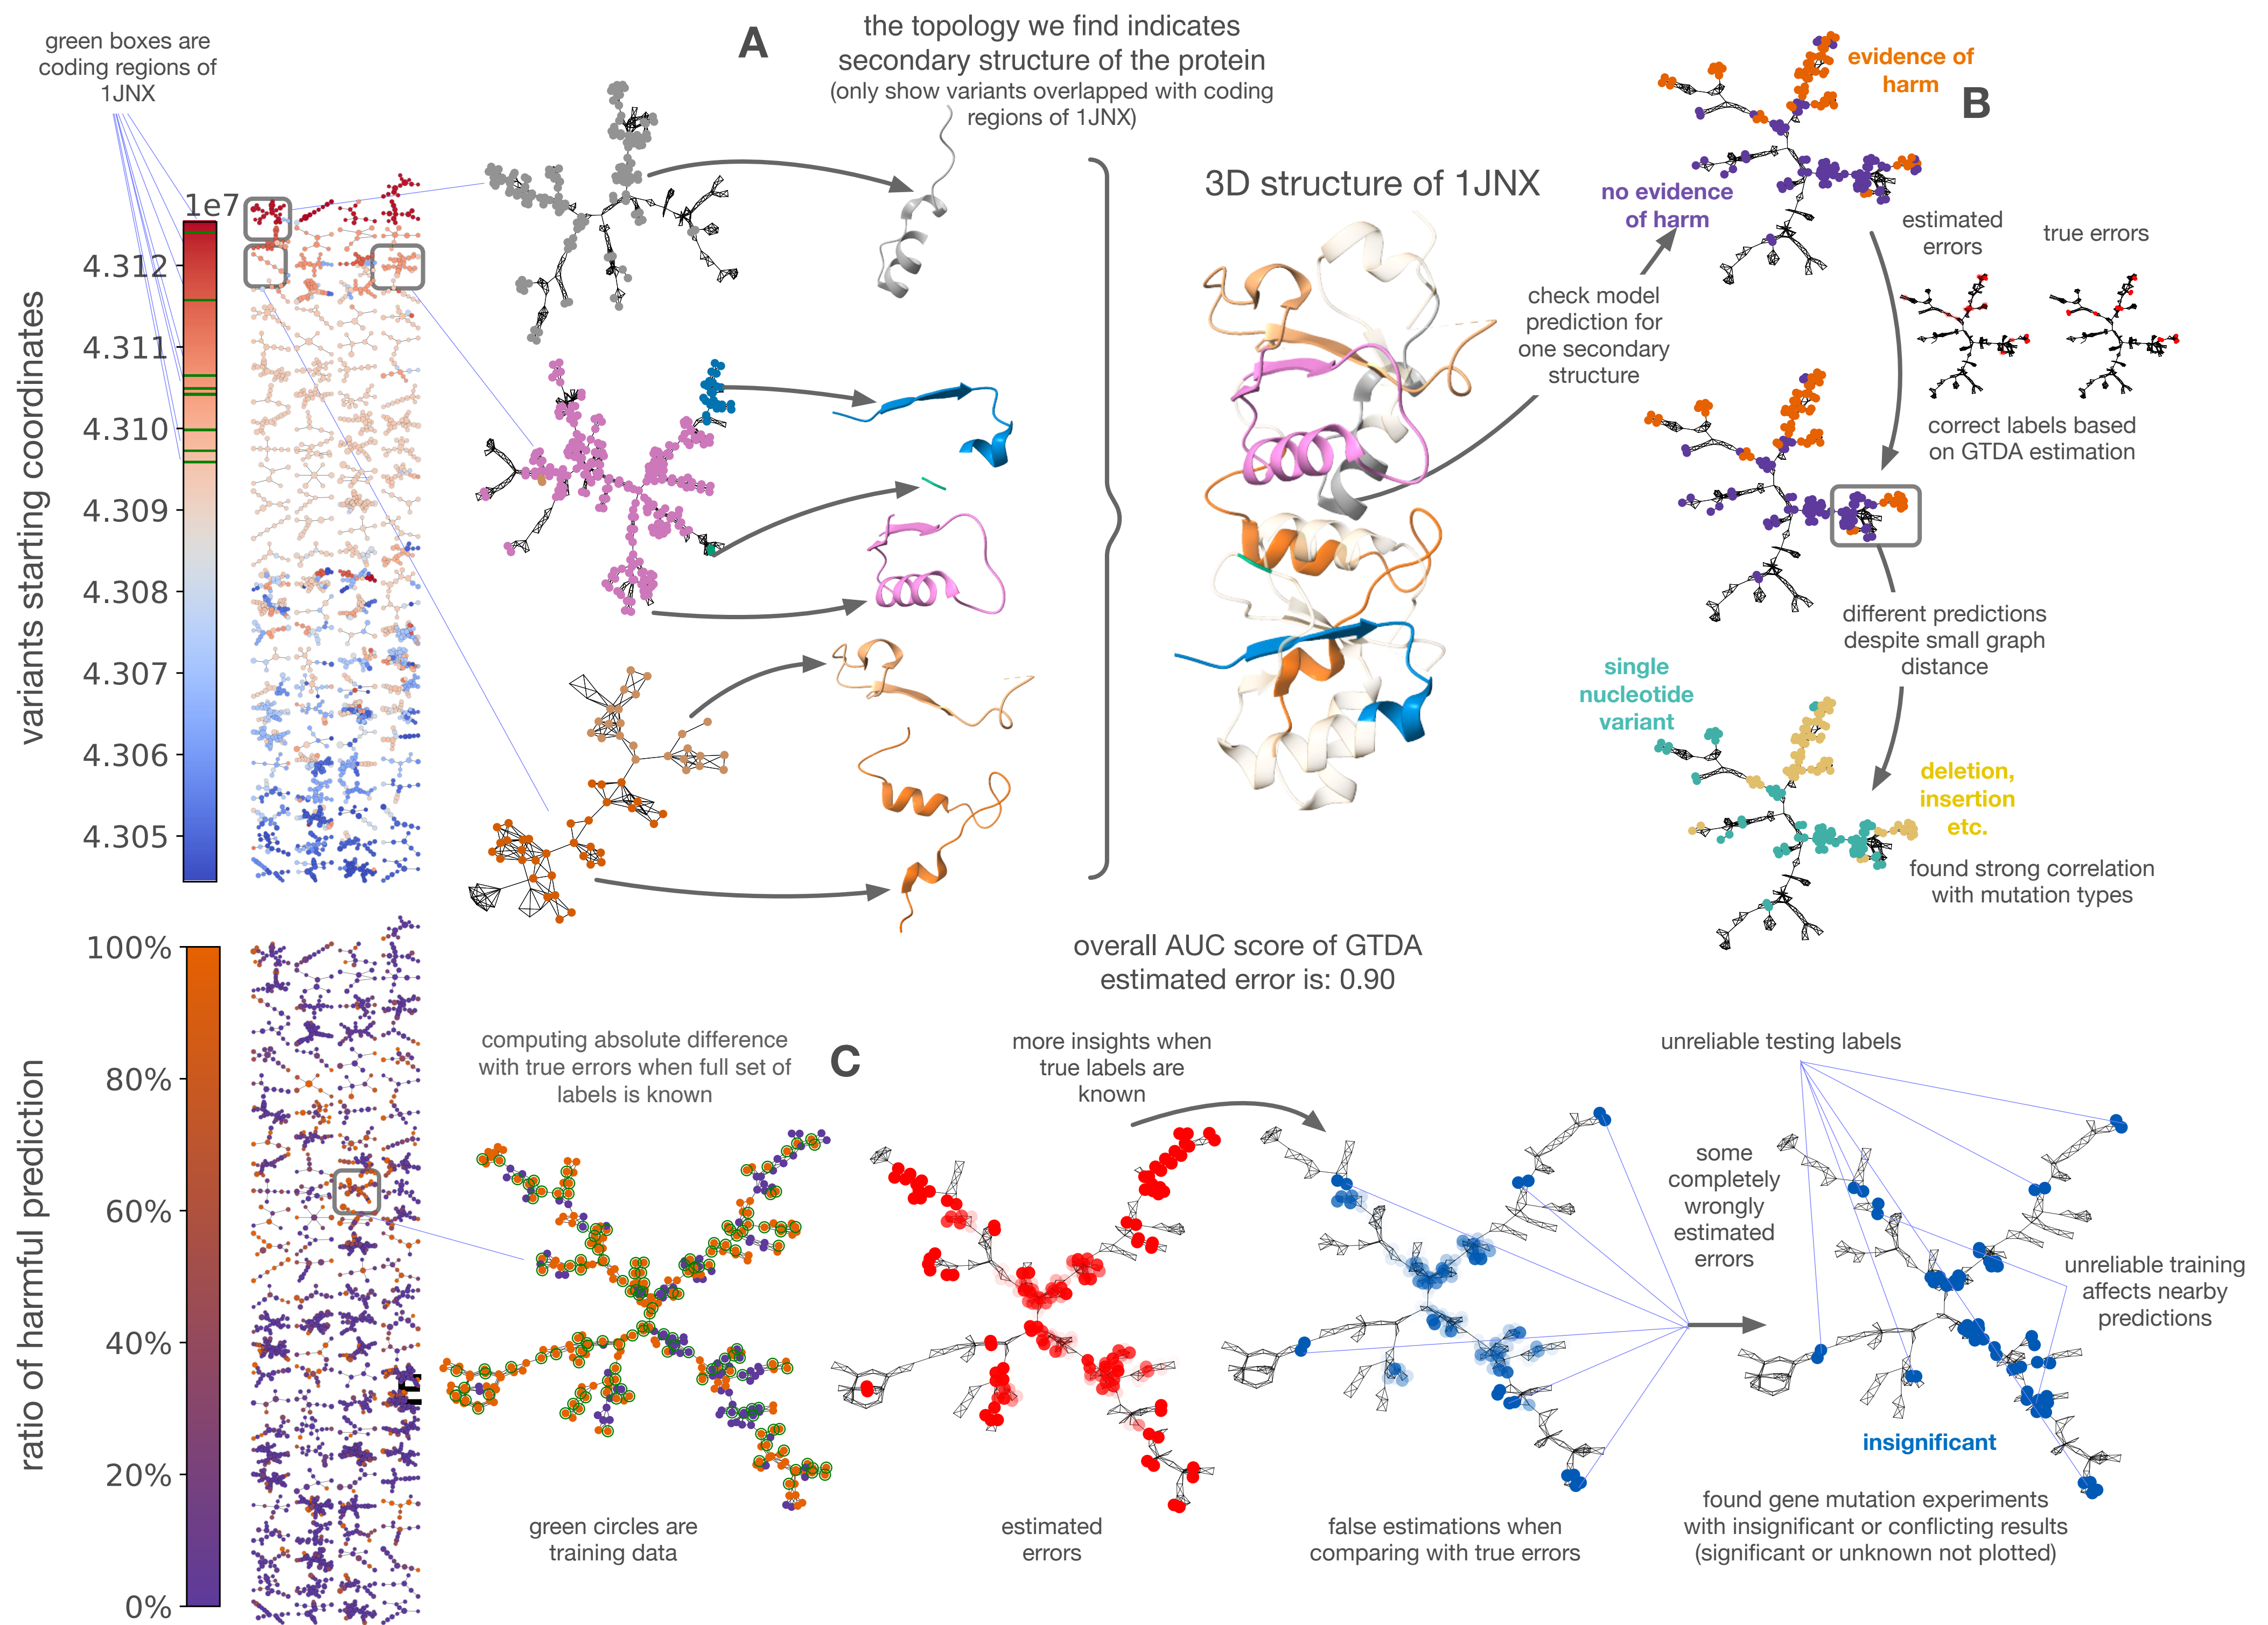 green boxes are
coding regions of
1JNX
1e7
4.312
4.311
4.310
4.309
4.308
4.307
4.306
4.305
variants starting coordinates
A
the topology we find indicates
secondary structure of the protein
(only show variants overlapped with coding
regions of 1JNX)
3D structure of 1JNX
check model
prediction for
one secondary
structure
B
evidence of
harm
no evidence
of harm
estimated
errors
true errors
correct labels based
on GTDA estimation
different predictions
despite small graph
distance
single
nucleotide
variant
deletion,
insertion
etc.
found strong correlation
with mutation types
overall AUC score of GTDA
estimated error is: 0.90
100%
80%
60%
40%
20%
0%
ratio of harmful prediction
computing absolute difference
with true errors when full set of
labels is known
C
more insights when
true labels are
known
unreliable testing labels
some
completely
wrongly
estimated
errors
unreliable training
affects nearby
predictions
insignificant
green circles are
training data
estimated
errors
false estimations when
comparing with true errors
found gene mutation experiments
with insignificant or conflicting results
(significant or unknown not plotted)